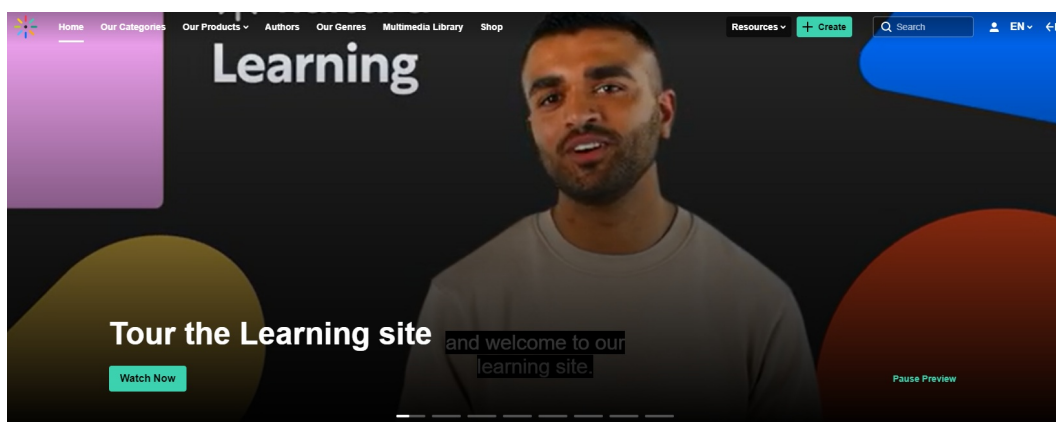 Home Our Categories Our Products Authors Our Genres Multimedia Library Shop Resources + Create Search EN
Learning
Tour the Learning site
and welcome to our
learning site.
Watch Now
Pause Preview